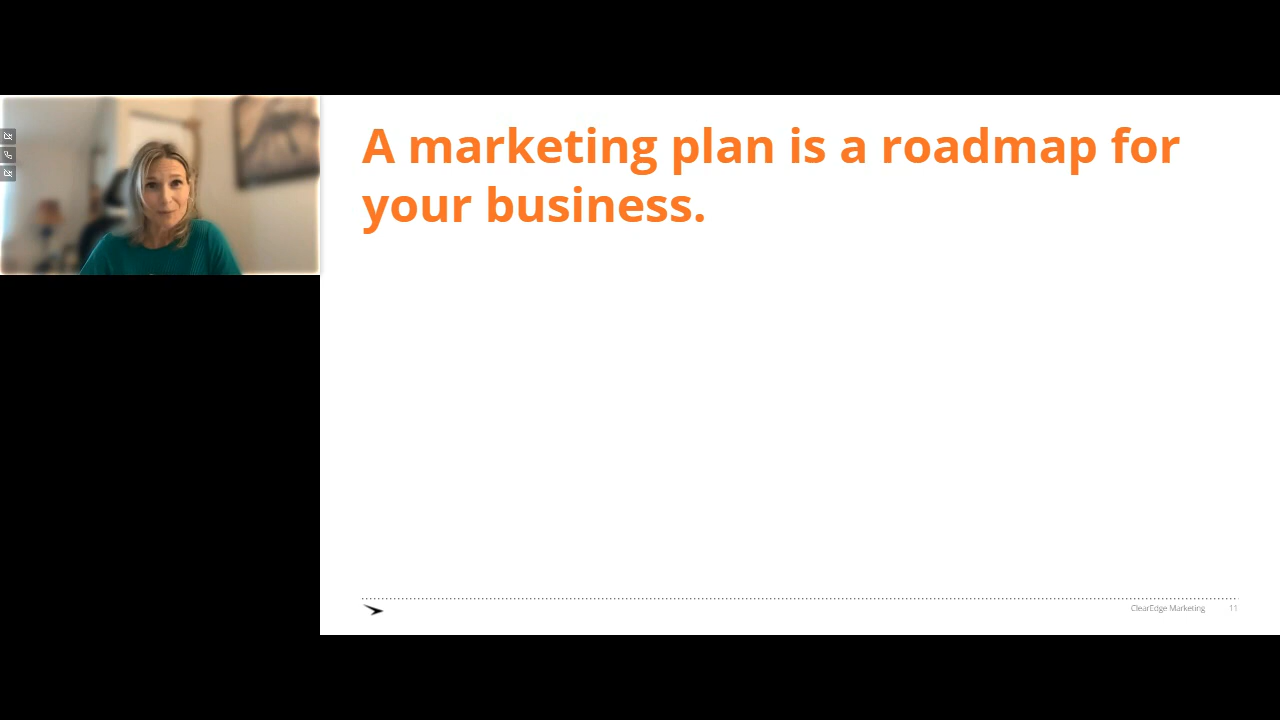 A marketing plan is a roadmap for
your business.
ClearEdge Marketing 11